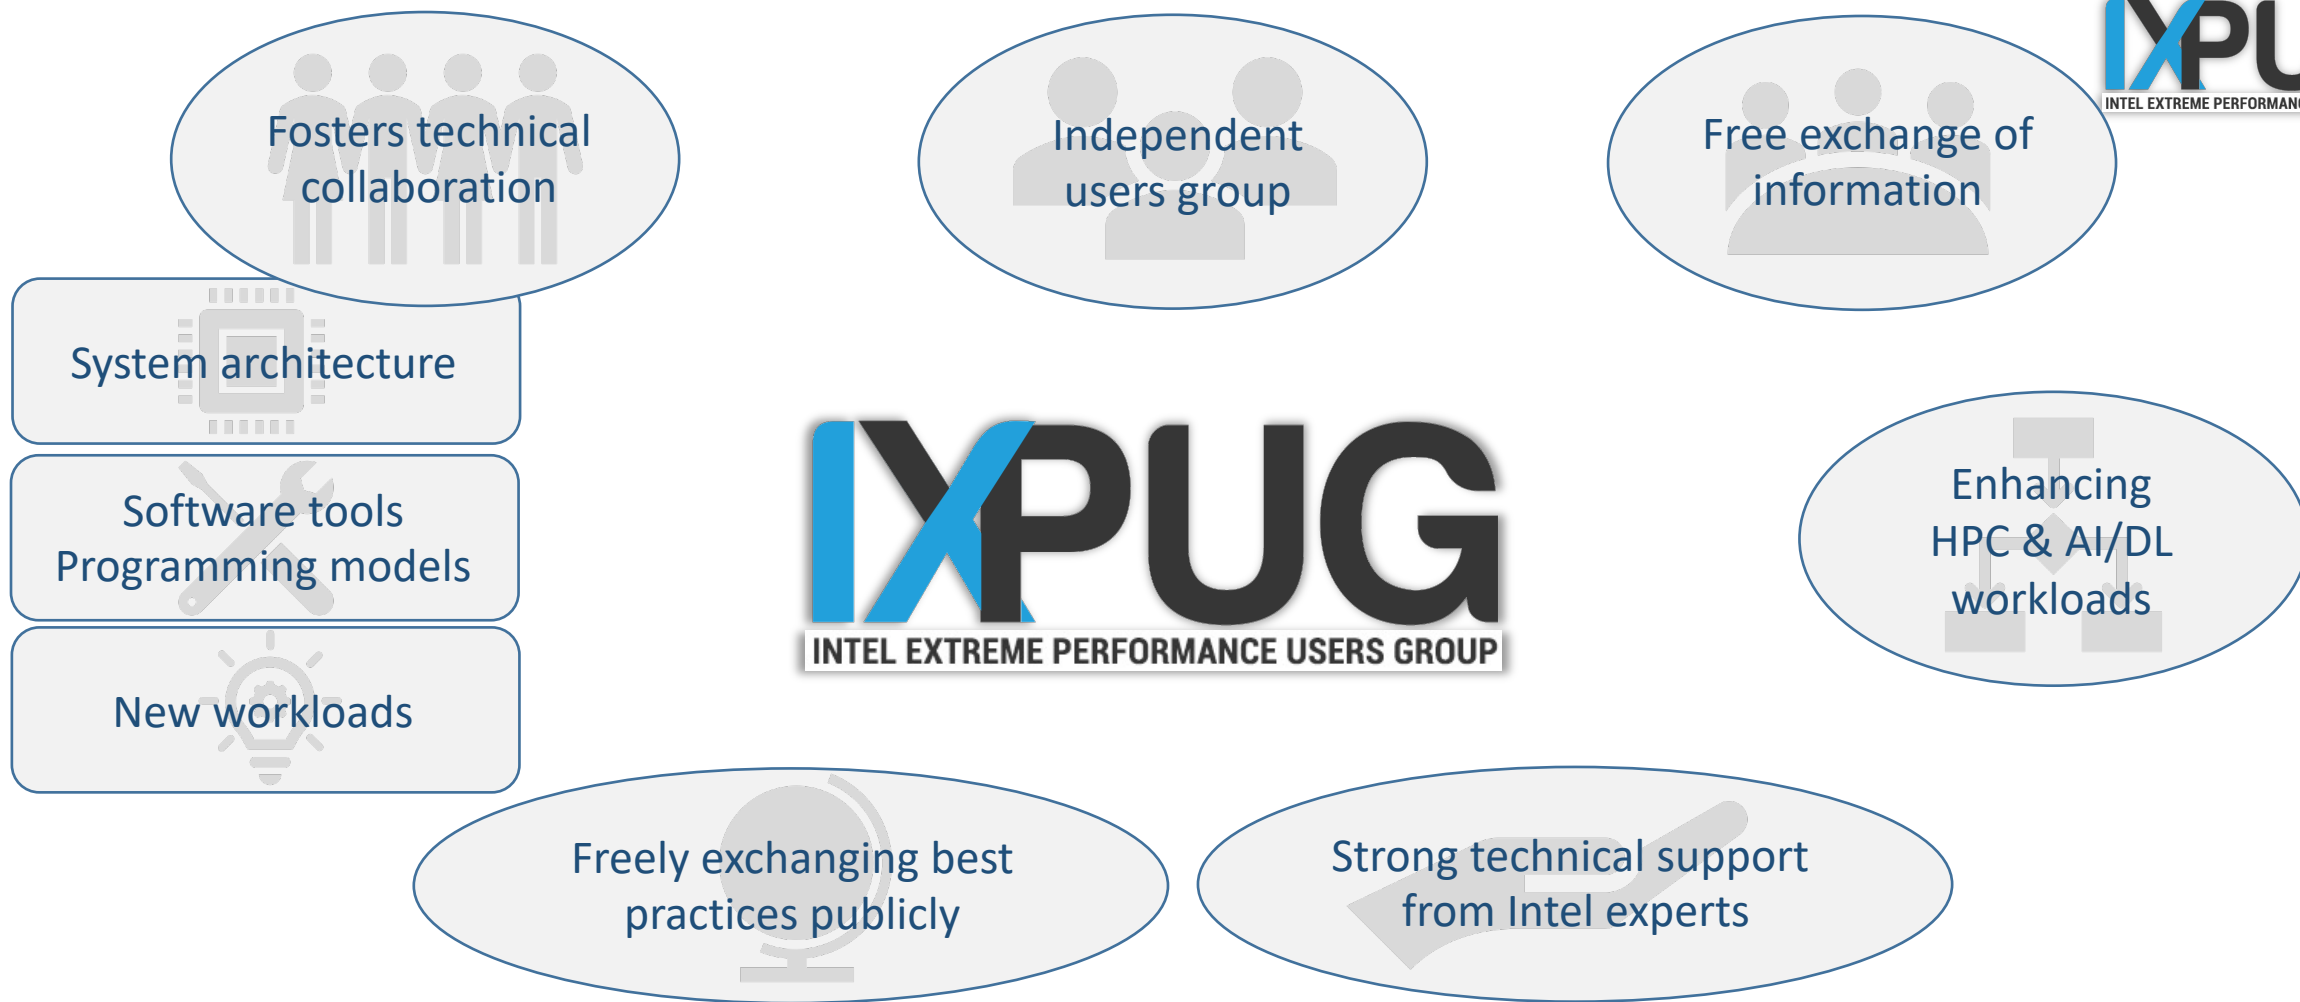 Fosters technical
collaboration
Independent
users group
Free exchange of
information
IXPU
INTEL EXTREME PERFORMAN
System architecture
Software tools
Programming models
New workloads
IXPUG
INTEL EXTREME PERFORMANCE USERS GROUP
Enhancing
HPC & AI/DL
workloads
Freely exchanging best
practices publicly
Strong technical support
from Intel experts